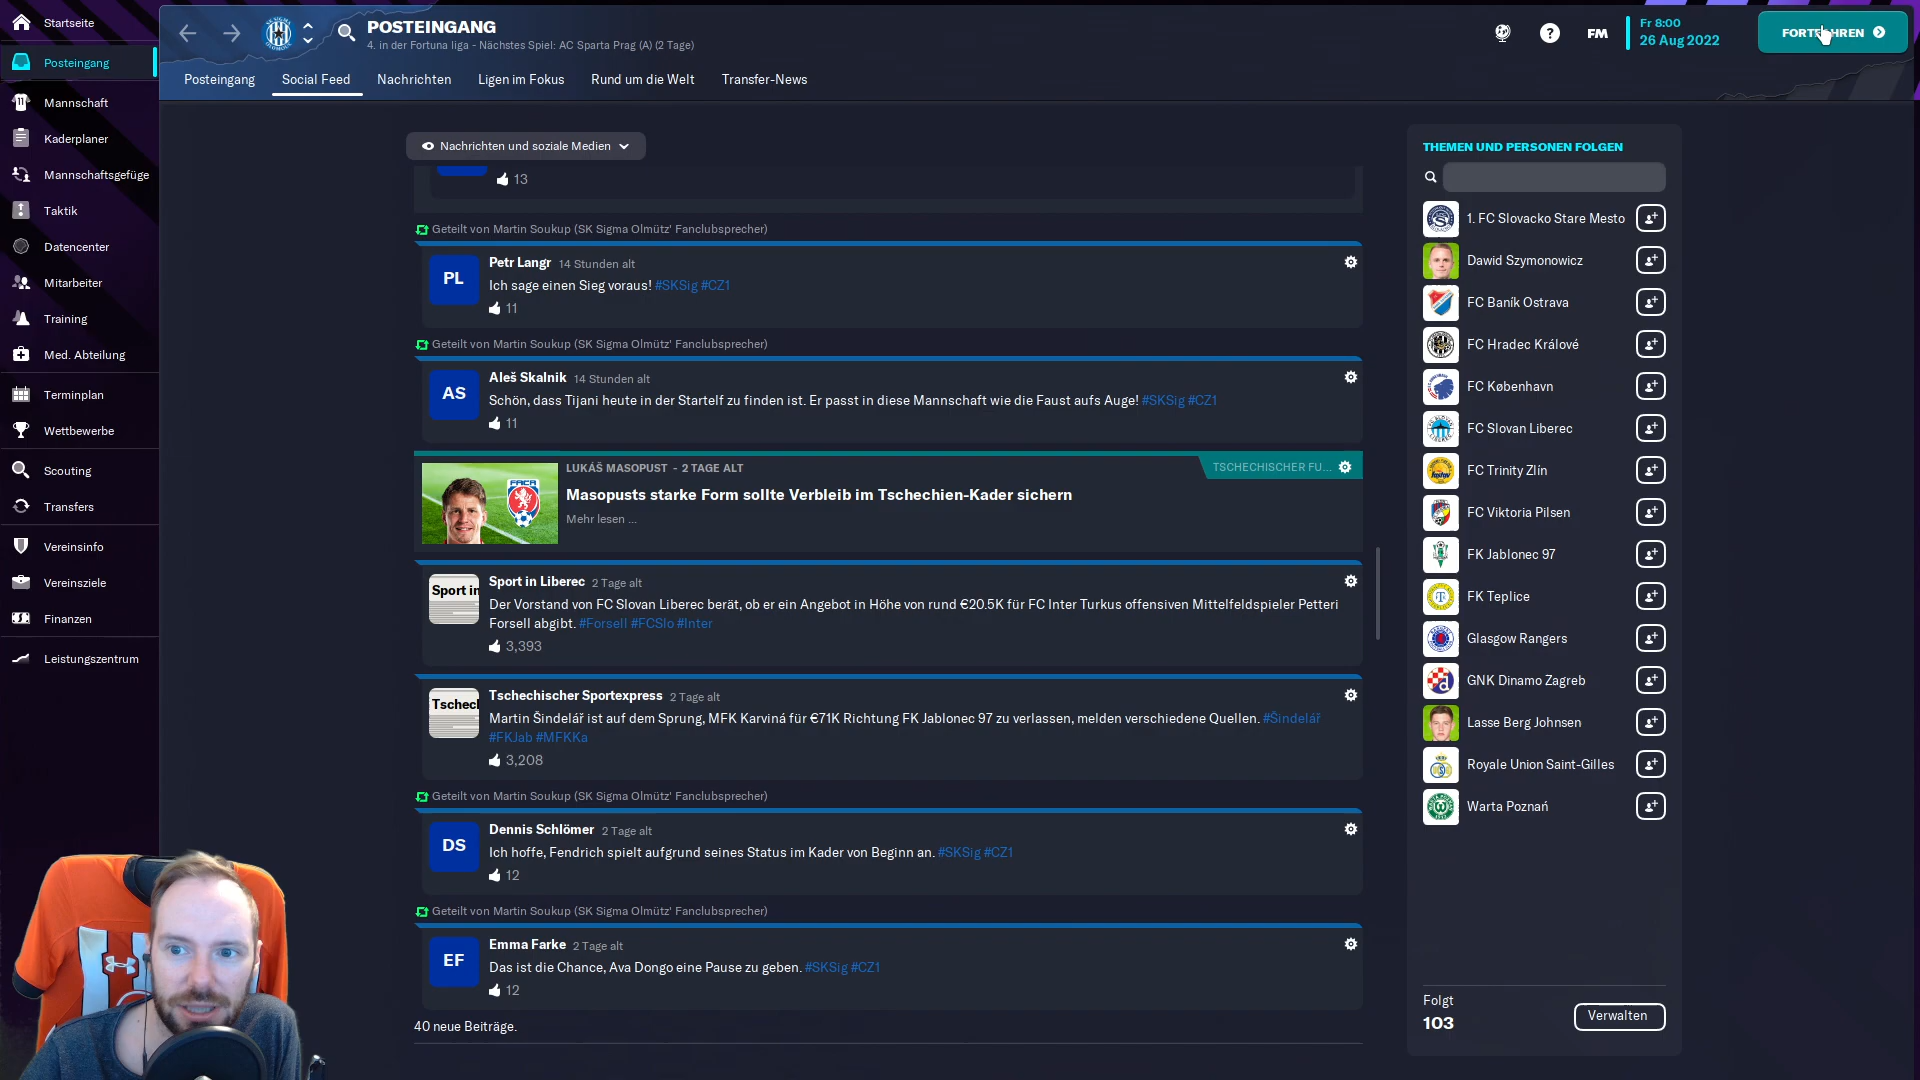 Startseite
Posteingang
Mannschaft
Kaderplaner
Mannschaftsgefüge
Taktik
Datencenter
Mitarbeiter
Training
Med. Abteilung
Terminplan
Wettbewerbe
Scouting
Transfers
Vereinsinfo
Vereinsziele
Finanzen
Leistungszentrum
POSTEINGANG
4. in der Fortuna liga - Nächstes Spiel: AC Sparta Prag (A) (2 Tage)
FM
Fr 8:00
26 Aug 2022
Posteingang
Social Feed
Nachrichten
Ligen im Fokus
Rund um die Welt
Transfer-News
Nachrichten und soziale Medien
13
Geteilt von Martin Soukup (SK Sigma Olmütz' Fanclubsprecher)
PL
Petr Langr 14 Stunden alt
Ich sage einen Sieg voraus! #SKSig #CZ1
11
Geteilt von Martin Soukup (SK Sigma Olmütz' Fanclubsprecher)
AS
Aleš Skalnik 14 Stunden alt
Schön, dass Tijani heute in der Startelf zu finden ist. Er passt in diese Mannschaft wie die Faust aufs Auge! #SKSig #CZ1
11
LUKÁŠ MASOPUST - 2 TAGE ALT
TSCHECHISCHER FU...
FAČR
Masopusts starke Form sollte Verbleib im Tschechien-Kader sichern
Mehr lesen ...
Sport in
Sport in Liberec 2 Tage alt
Der Vorstand von FC Slovan Liberec berät, ob er ein Angebot in Höhe von rund €20.5K für FC Inter Turkus offensiven Mittelfeldspieler Petteri
Forsell abgibt. #Forsell #FCSlo #Inter
3,393
Tschech
Tschechischer Sportexpress 2 Tage alt
Martin Šindelář ist auf dem Sprung, MFK Karviná für €71K Richtung FK Jablonec 97 zu verlassen, melden verschiedene Quellen. #Šindelář
#FKJab #MFKKa
3,208
Geteilt von Martin Soukup (SK Sigma Olmütz' Fanclubsprecher)
DS
Dennis Schlömer 2 Tage alt
Ich hoffe, Fendrich spielt aufgrund seines Status im Kader von Beginn an. #SKSig #CZ1
12
Geteilt von Martin Soukup (SK Sigma Olmütz' Fanclubsprecher)
EF
Emma Farke 2 Tage alt
Das ist die Chance, Ava Dongo eine Pause zu geben. #SKSig #CZ1
12
40 neue Beiträge.
THEMEN UND PERSONEN FOLGEN
1. FC Slovacko Stare Mesto
Dawid Szymonowicz
FC Baník Ostrava
FC Hradec Králové
FC København
FC Slovan Liberec
FC Trinity Zlín
FC Viktoria Pilsen
FK Jablonec 97
FK Teplice
Glasgow Rangers
GNK Dinamo Zagreb
Lasse Berg Johnsen
Royale Union Saint-Gilles
Warta Poznań
Folgt
103
Verwalten